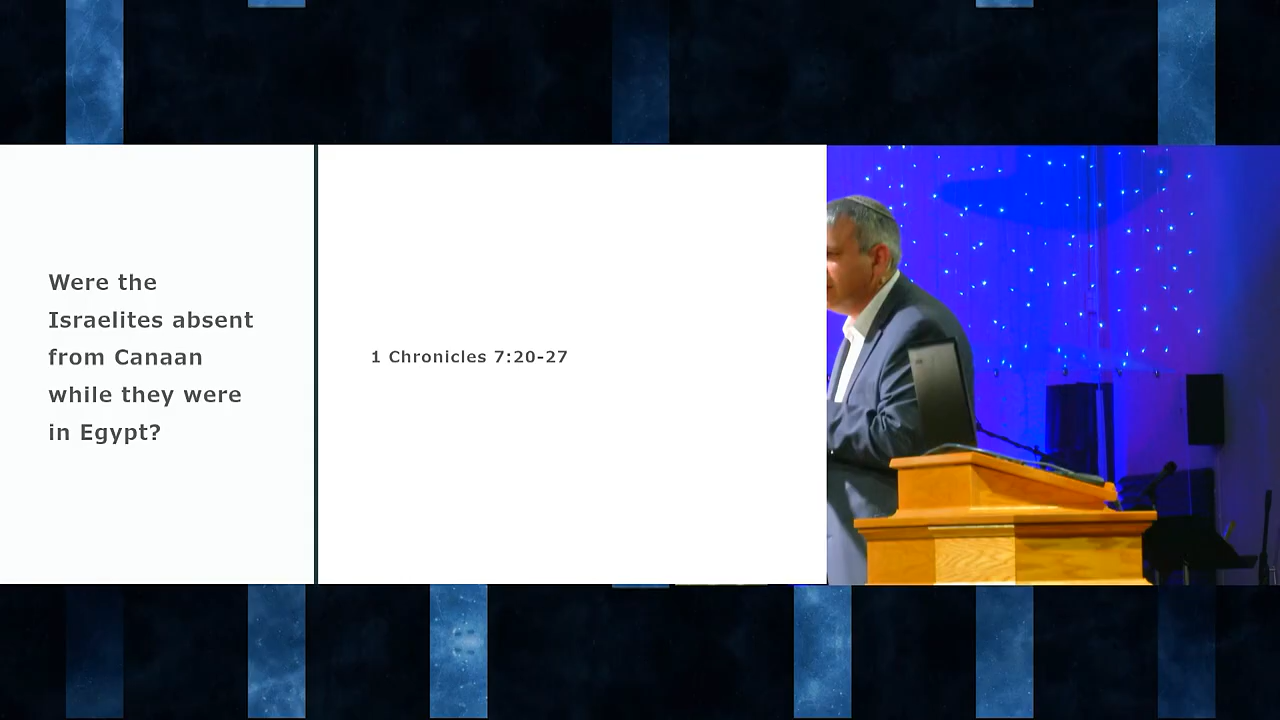 Were the
Israelites absent
from Canaan
while they were
in Egypt?
1 Chronicles 7:20-27